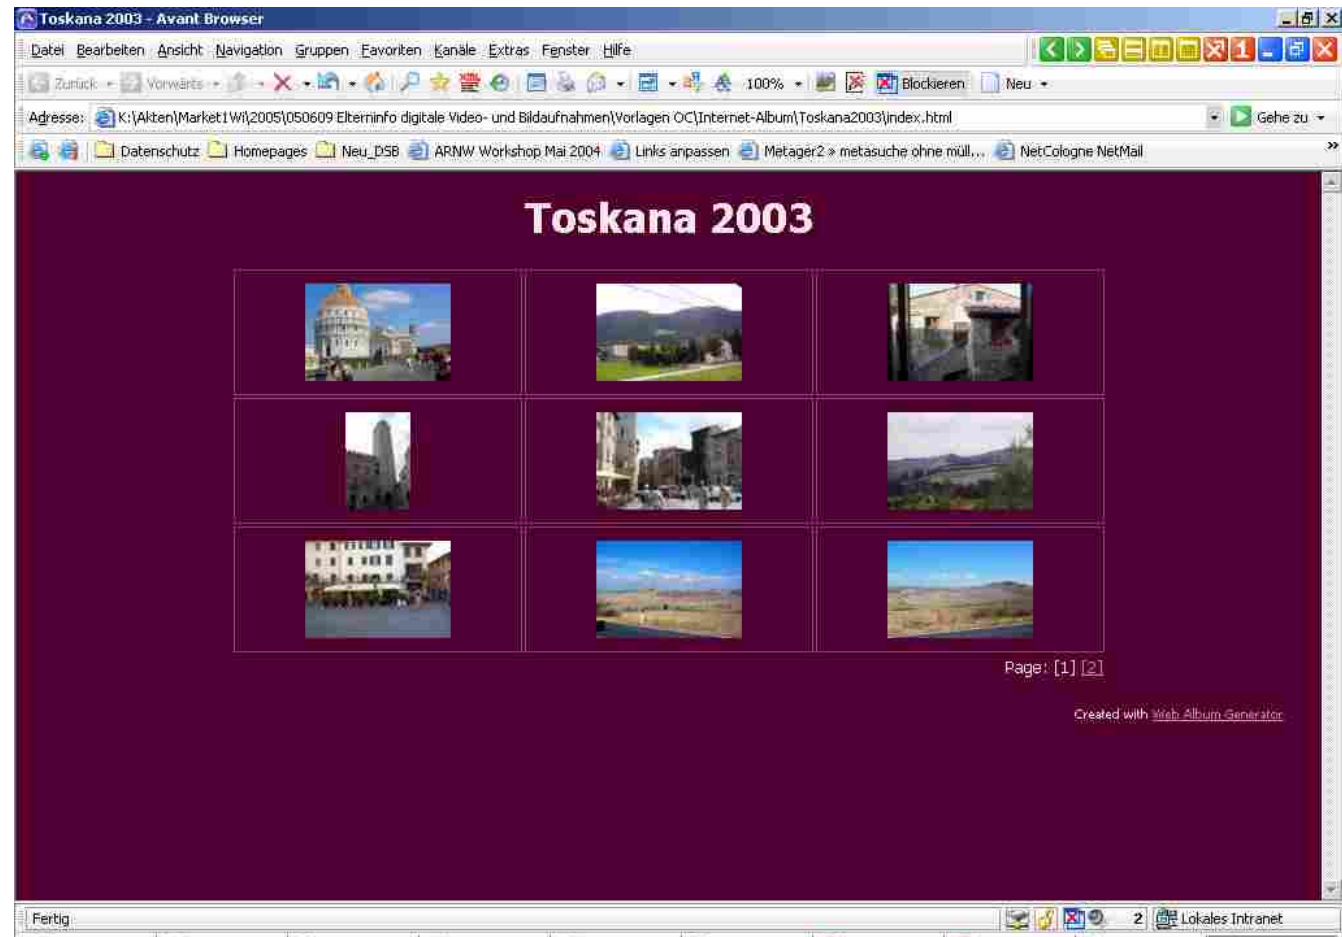 Toskana 2003 - Avant Browser
Datei Bearbeiten Ansicht Navigation Gruppen Favoriten Kanäle Extras Fenster Hilfe
1
Zurück Vorwärts 100% Blockieren Neu
Adresse: K:\Akten\Market1Wi\2005\050609 Elterninfo digitale Video- und Bildaufnahmen\Vorlagen OC\Internet-Album\Toskana2003\index.html Gehe zu
Datenschutz Homepages Neu_DSB ARNW Workshop Mai 2004 Links anpassen Metager2 » metasuche ohne müll... NetCologne NetMail »
Toskana 2003
Page: [1] [2]
Created with Web Album Generator
Fertig 2 Lokales Intranet